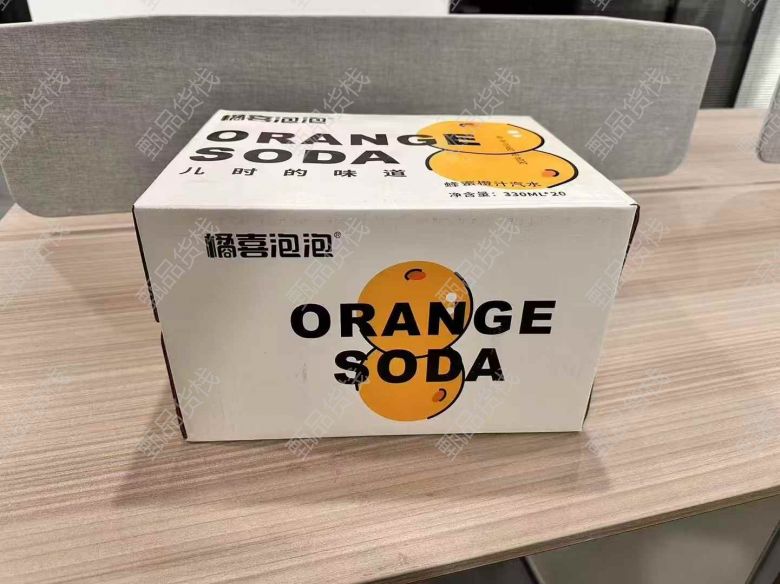 橘喜泡泡
ORANGE
SODA
儿时的味道
蜂蜜橙汁汽水
净含量：330ML*20
橘喜泡泡®
ORANGE
SODA
甄品货栈